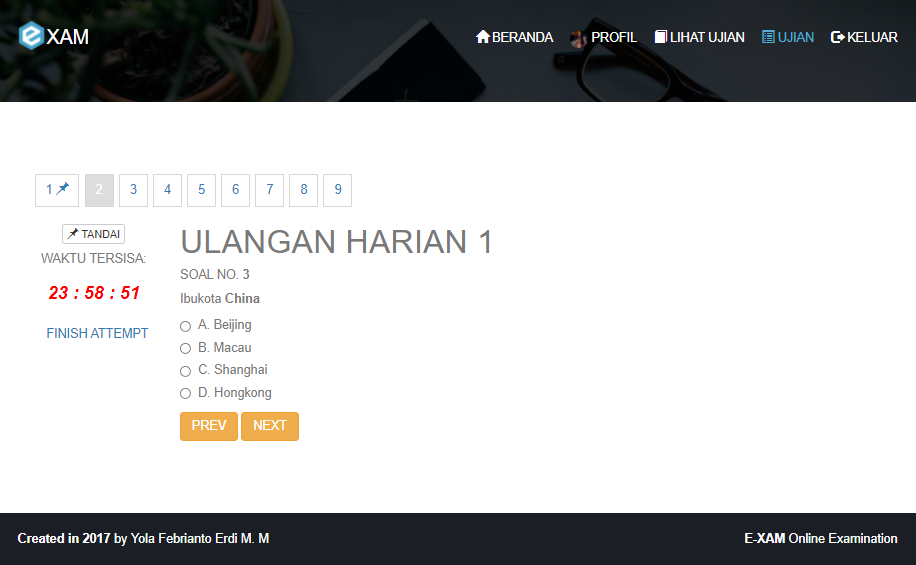 eXAM
BERANDA PROFIL LIHAT UJIAN UJIAN KELUAR
1 2 3 4 5 6 7 8 9
TANDAI
WAKTU TERSISA:
23 : 58 : 51
FINISH ATTEMPT
ULANGAN HARIAN 1
SOAL NO. 3
Ibukota China
A. Beijing
B. Macau
C. Shanghai
D. Hongkong
PREV NEXT
Created in 2017 by Yola Febrianto Erdi M. M
E-XAM Online Examination